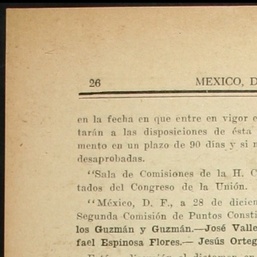 26 MEXICO, D
en la fecha en que entre en vigor e
tarán a las disposiciones de ésta
mento en un plazo de 90 días y si n
desaprobadas.
"Sala de Comisiones de la H. C
tados del Congreso de la Unión.
"México, D. F., a 28 de diciem
Segunda Comisión de Puntos Consti
los Guzmán y Guzmán.—José Valle
fael Espinosa Flores.— Jesús Orteg